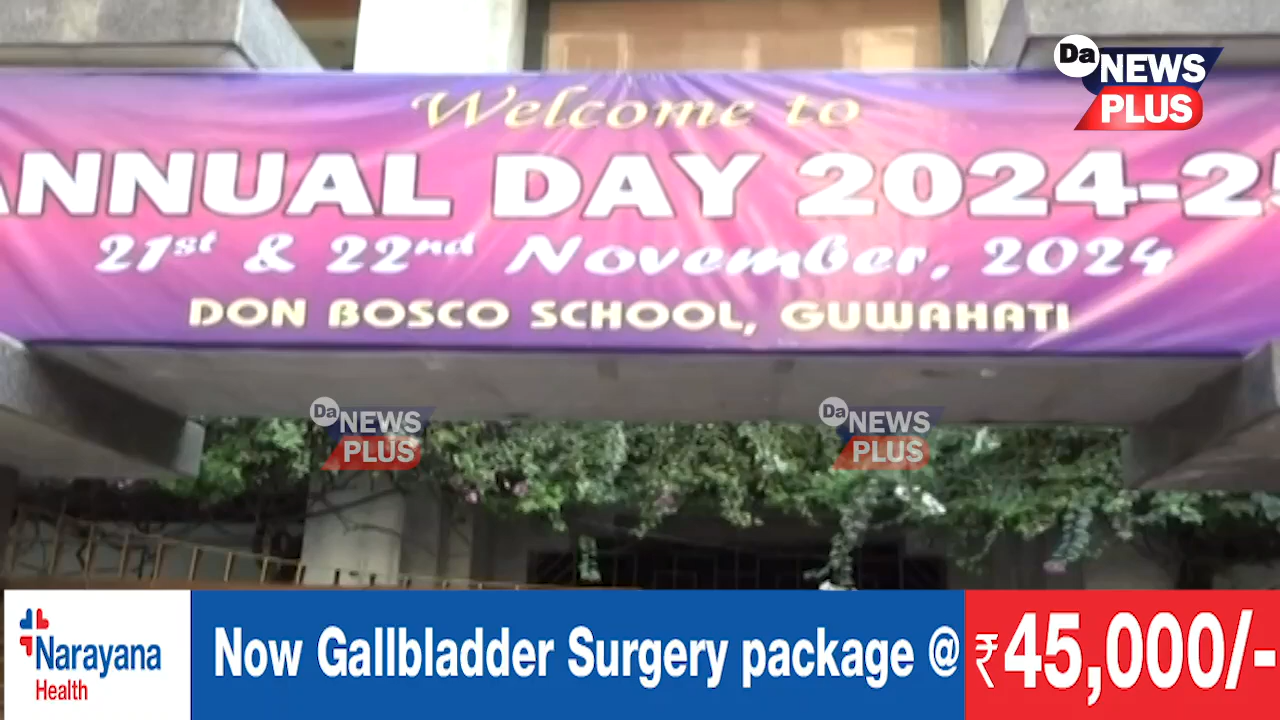 Da NEWS
PLUS
Welcome to
ANNUAL DAY 2024-25
21st & 22nd November, 2024
DON BOSCO SCHOOL, GUWAHATI
Da NEWS
PLUS
Da NEWS
PLUS
Narayana
Health
Now Gallbladder Surgery package @ ₹45,000/-